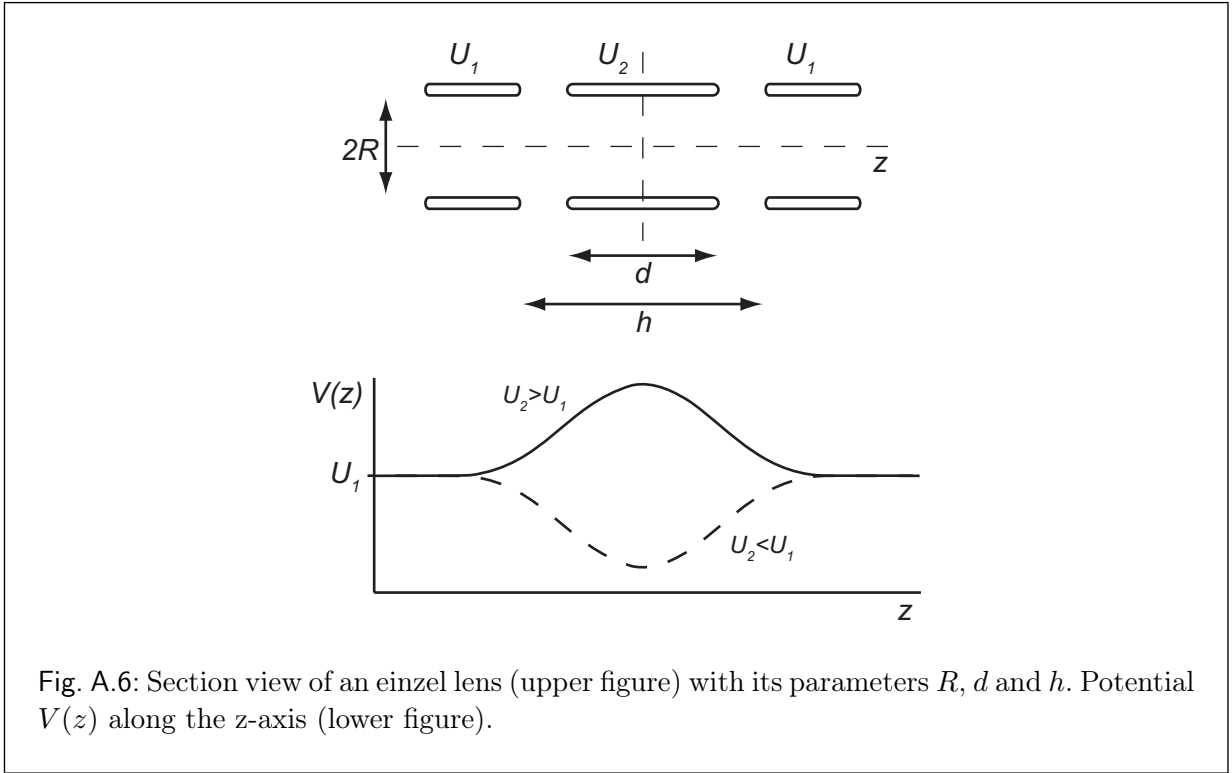 U₁ U₂ U₁
2R
z
d
h
V(z)
U₂>U₁
U₁
U₂<U₁
z
Fig. A.6: Section view of an einzel lens (upper figure) with its parameters R, d and h. Potential
V(z) along the z-axis (lower figure).